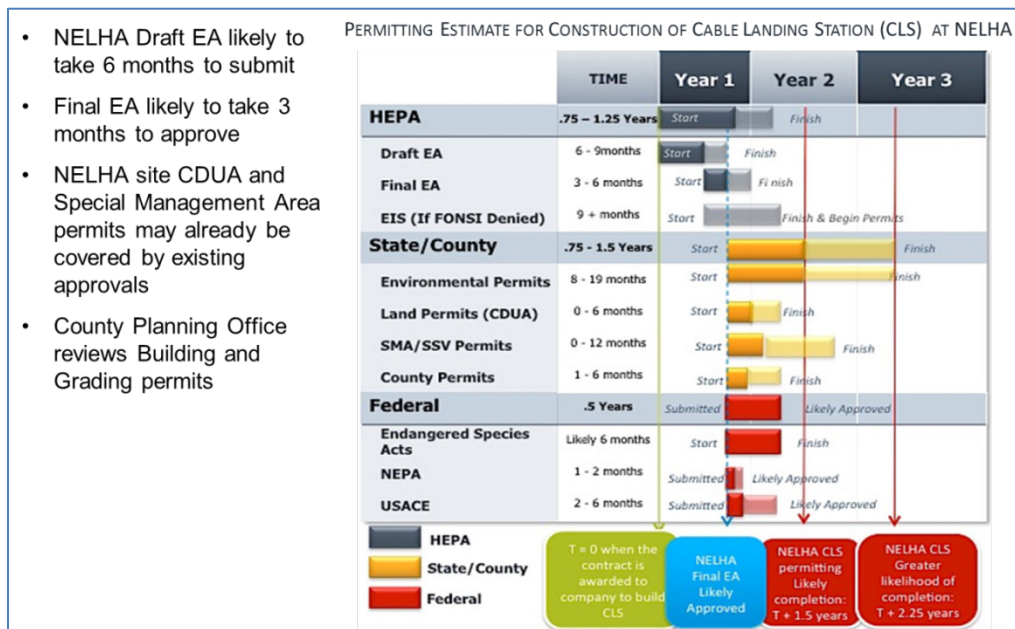 • NELHA Draft EA likely to
take 6 months to submit
• Final EA likely to take 3
months to approve
• NELHA site CDUA and
Special Management Area
permits may already be
covered by existing
approvals
• County Planning Office
reviews Building and
Grading permits
PERMITTING ESTIMATE FOR CONSTRUCTION OF CABLE LANDING STATION (CLS) AT NELHA
TIME Year 1 Year 2 Year 3
HEPA .75 – 1.25 Years Start Finish
Draft EA 6 - 9months Start Finish
Final EA 3 - 6 months Start Fi nish
EIS (If FONSI Denied) 9 + months Start Finish & Begin Permits
State/County .75 - 1.5 Years Start Finish
Environmental Permits 8 - 19 months Start Finish
Land Permits (CDUA) 0 - 6 months Start Finish
SMA/SSV Permits 0 - 12 months Start Finish
County Permits 1 - 6 months Start Finish
Federal .5 Years Submitted Likely Approved
Endangered Species
Acts Likely 6 months Start Finish
NEPA 1 - 2 months Submitted Likely Approved
USACE 2 - 6 months Submitted Likely Approved
HEPA
State/County
Federal
T = 0 when the
contract is
awarded to
company to build
CLS
NELHA
Final EA
Likely
Approved
NELHA CLS
permitting
Likely
completion:
T + 1.5 years
NELHA CLS
Greater
likelihood of
completion:
T + 2.25 years